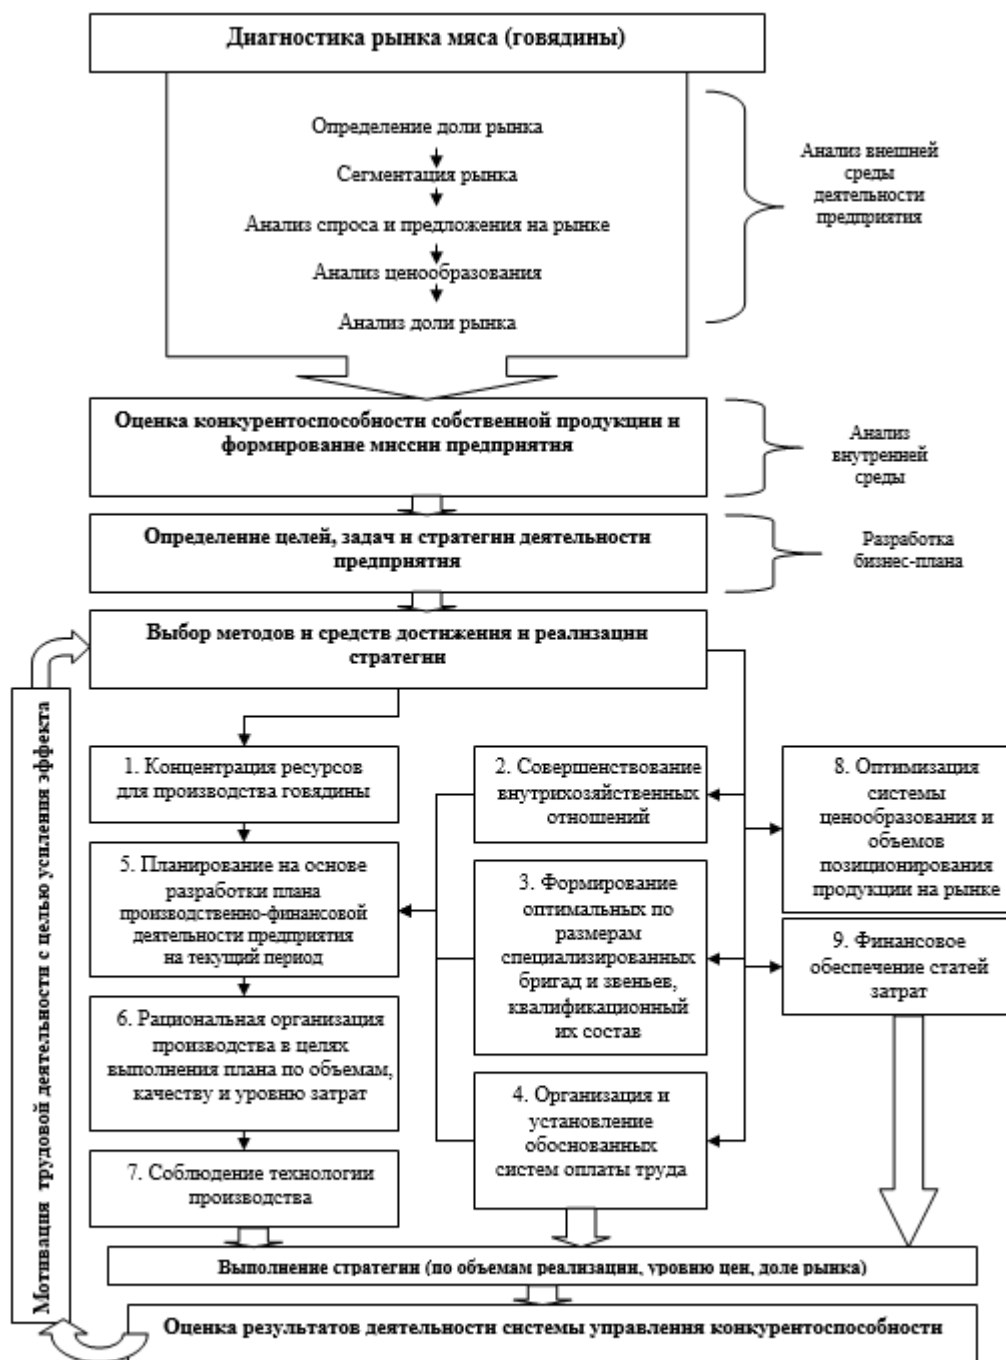 Диагностика рынка мяса (говядины)
Определение доли рынка
Сегментация рынка
Анализ спроса и предложения на рынке
Анализ ценообразования
Анализ доли рынка
Анализ внешней
среды
деятельности
предприятия
Оценка конкурентоспособности собственной продукции и
формирование миссии предприятия
Анализ
внутренней
среды
Определение целей, задач и стратегии деятельности
предприятия
Разработка
бизнес-плана
Выбор методов и средств достижения и реализации
стратегии
Мотивация трудовой деятельности с целью усиления эффекта
1. Концентрация ресурсов
для производства говядины
2. Совершенствование
внутрихозяйственных
отношений
8. Оптимизация
системы
ценообразования и
объемов
позиционирования
продукции на рынке
5. Планирование на основе
разработки плана
производственно-финансовой
деятельности предприятия
на текущий период
3. Формирование
оптимальных по
размерам
специализированных
бригад и звеньев,
квалификационный
их состав
9. Финансовое
обеспечение статей
затрат
6. Рациональная организация
производства в целях
выполнения плана по объемам,
качеству и уровню затрат
4. Организация и
установление
обоснованных
систем оплаты труда
7. Соблюдение технологии
производства
Выполнение стратегии (по объемам реализации, уровню цен, доле рынка)
Оценка результатов деятельности системы управления конкурентоспособности